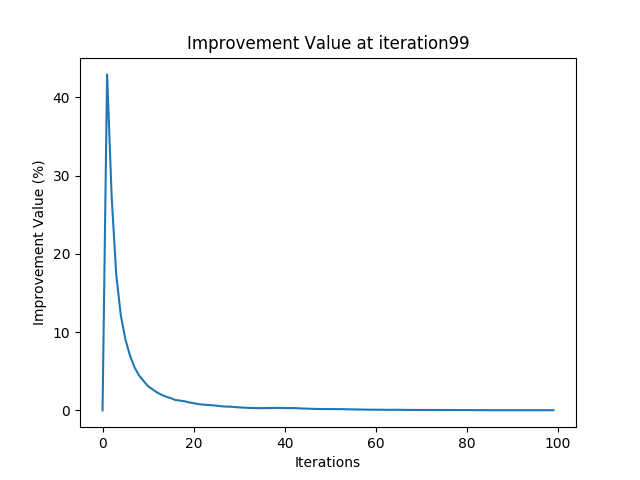 Improvement Value at iteration99
Improvement Value (%)
40
30
20
10
0
0 20 40 60 80 100
Iterations